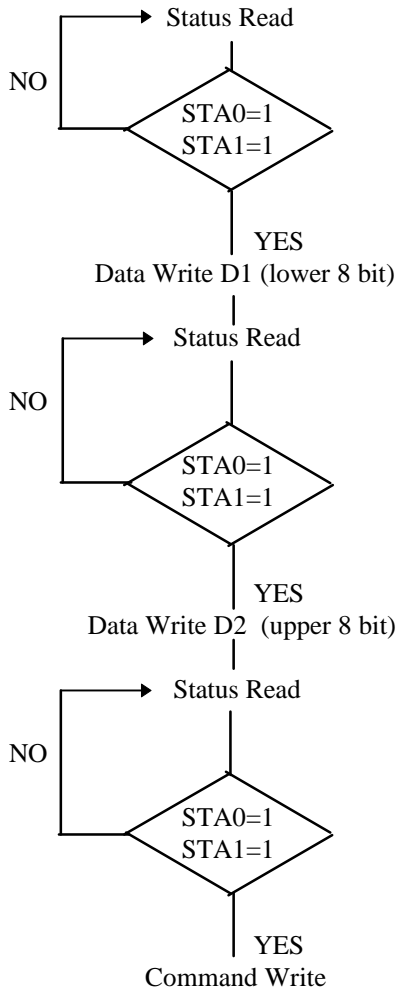 Status Read
NO
STA0=1
STA1=1
YES
Data Write D1 (lower 8 bit)
Status Read
NO
STA0=1
STA1=1
YES
Data Write D2 (upper 8 bit)
Status Read
NO
STA0=1
STA1=1
YES
Command Write